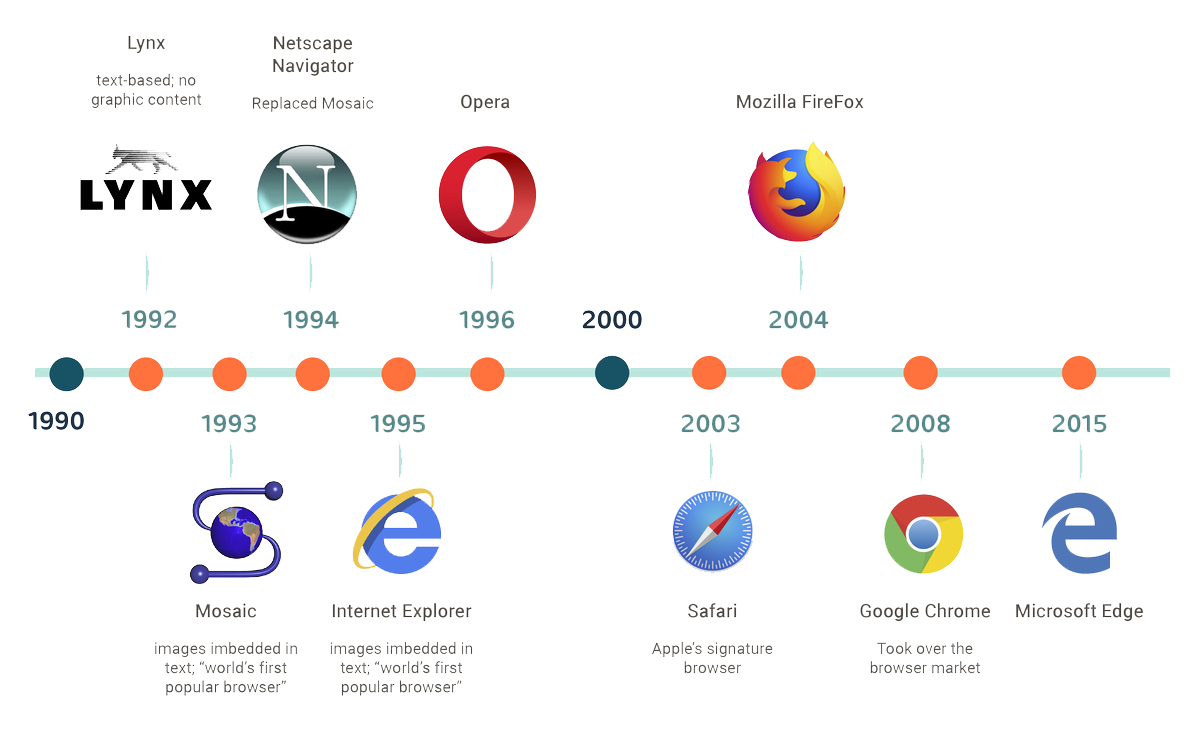 Lynx
text-based; no
graphic content
LYNX
Netscape
Navigator
Replaced Mosaic
N
Opera
Mozilla FireFox
1992
1994
1996
2000
2004
1990
1993
1995
2003
2008
2015
Mosaic
images imbedded in
text; “world’s first
popular browser”
Internet Explorer
images imbedded in
text; “world’s first
popular browser”
Safari
Apple’s signature
browser
Google Chrome
Took over the
browser market
Microsoft Edge